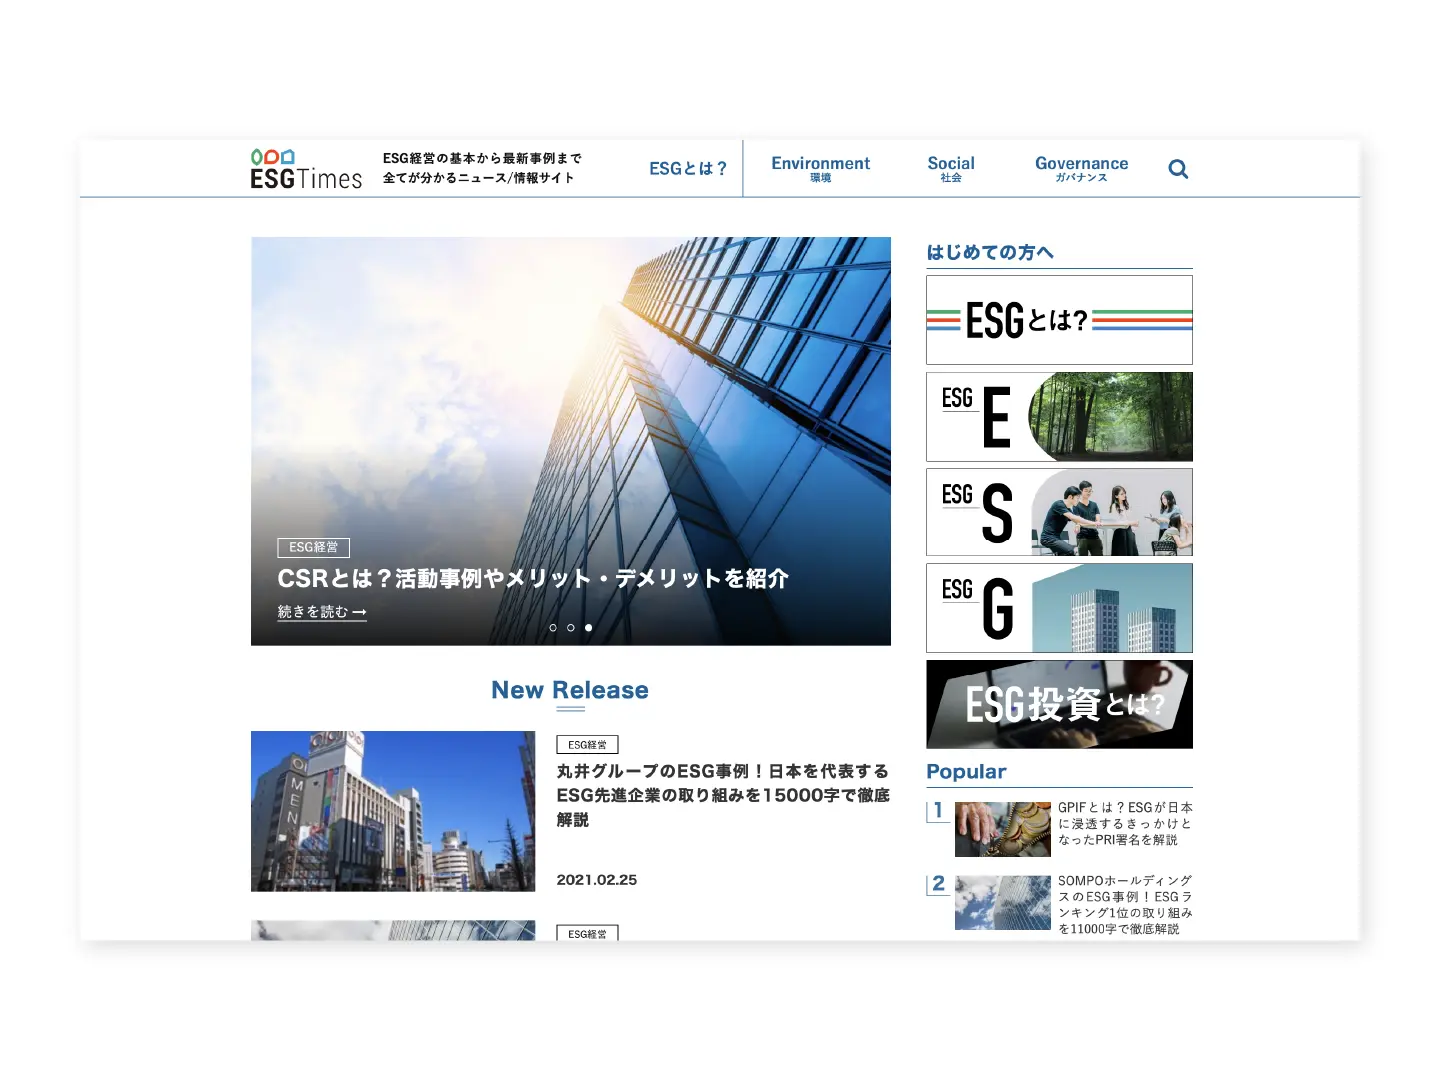 ESGTimes
ESG経営の基本から最新事例まで
全てが分かるニュース/情報サイト
ESGとは？
Environment
環境
Social
社会
Governance
ガバナンス
ESG経営
CSRとは？活動事例やメリット・デメリットを紹介
続きを読む
New Release
OIOI
OI
MEN
ESG経営
丸井グループのESG事例！日本を代表する
ESG先進企業の取り組みを15000字で徹底
解説
2021.02.25
ESG経営
はじめての方へ
ESGとは?
ESG
E
ESG
S
ESG
G
ESG投資とは?
Popular
1
GPIFとは？ESGが日本
に浸透するきっかけと
なったPRI署名を解説
2
SOMPOホールディング
スのESG事例！ESGラ
ンキング1位の取り組み
を11000字で徹底解説